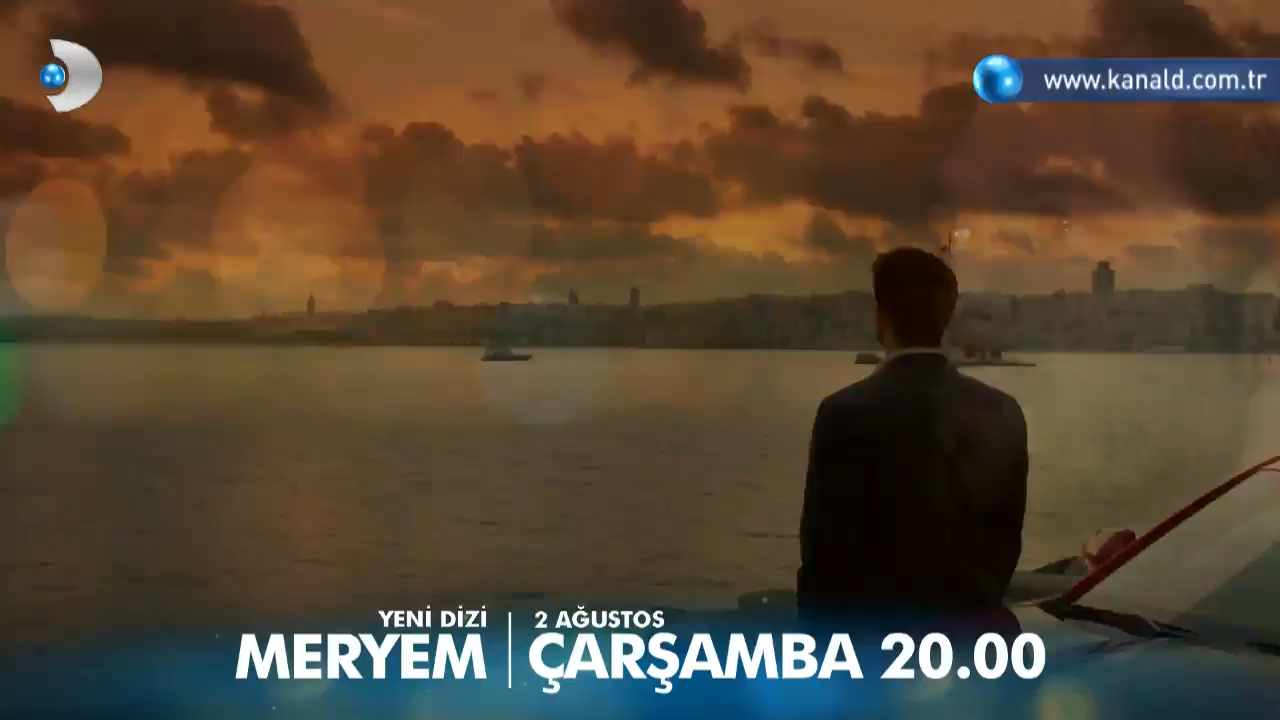 www.kanald.com.tr
YENİ DİZİ
MERYEM
2 AĞUSTOS
ÇARŞAMBA 20.00